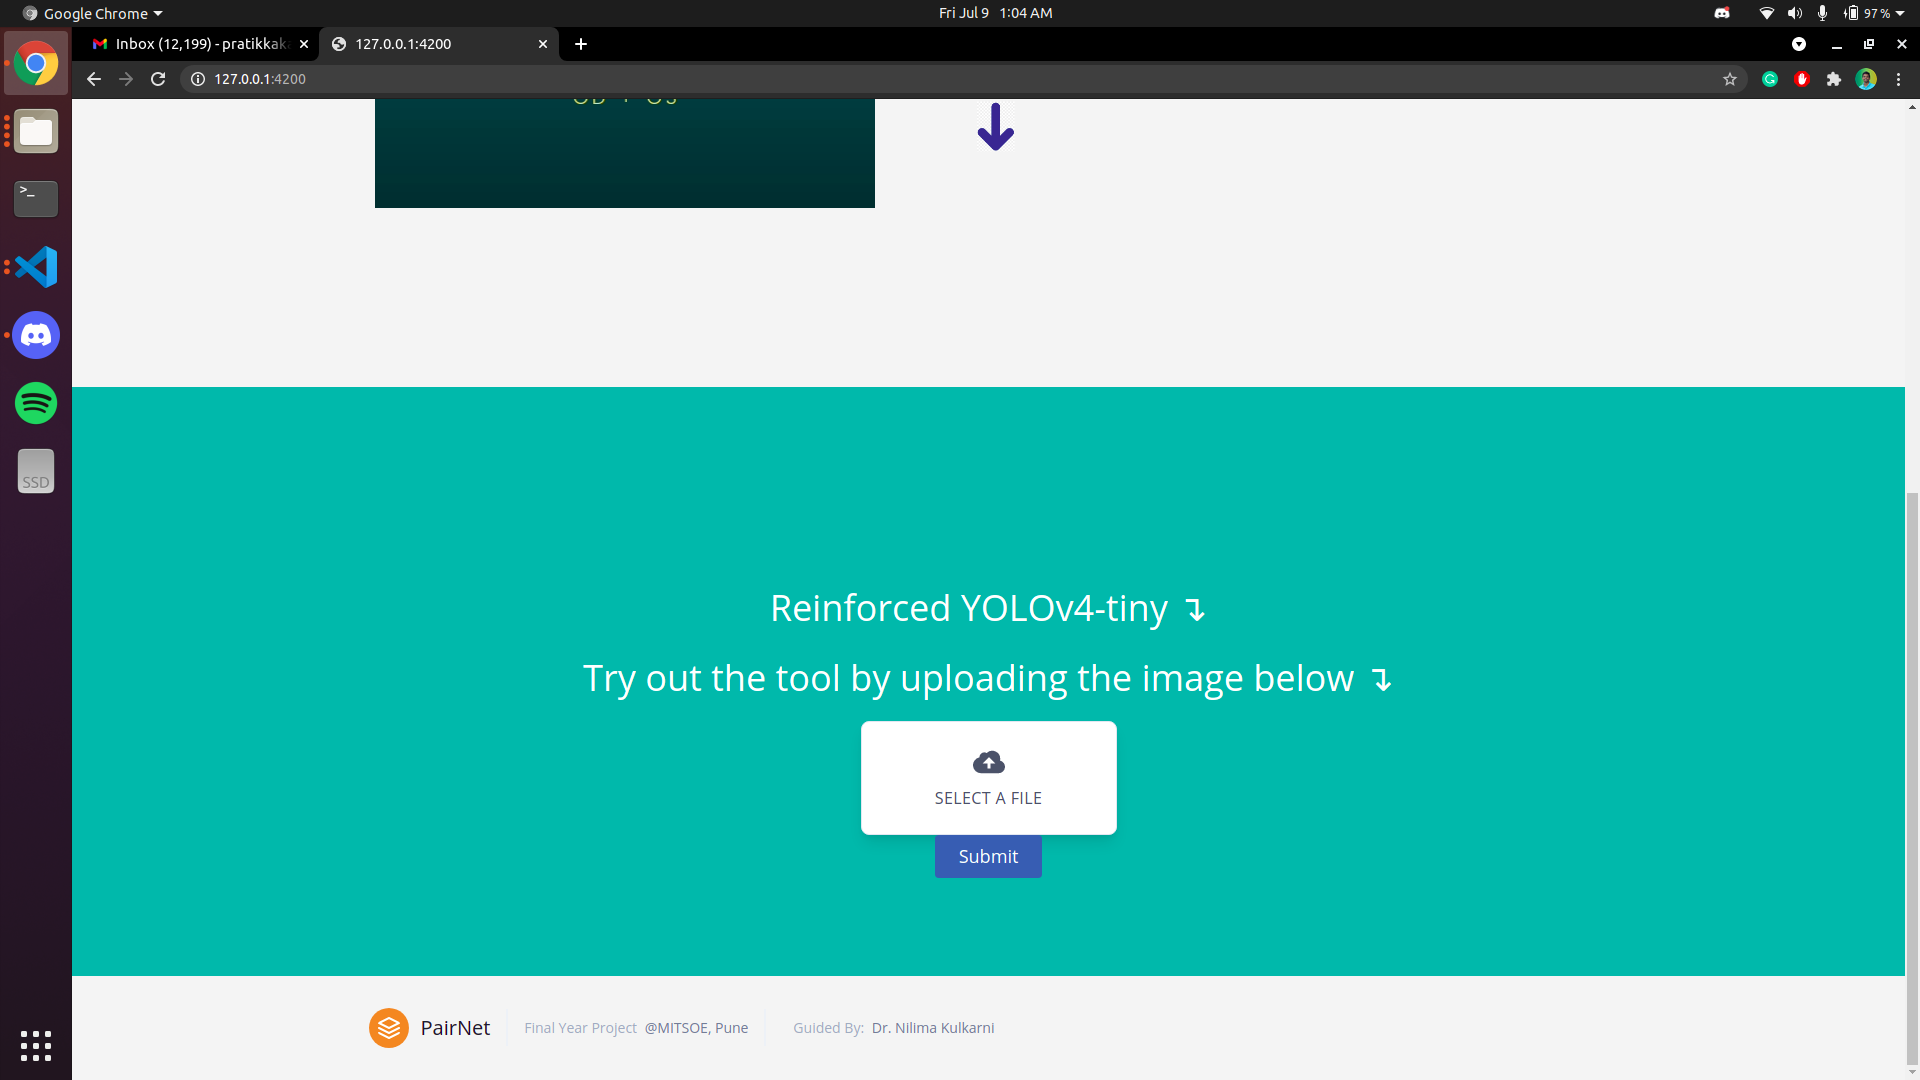 Google Chrome
Fri Jul 9 1:04 AM
97 %
Inbox (12,199) - pratikkak
127.0.0.1:4200
127.0.0.1:4200
Reinforced YOLOv4-tiny ↴
Try out the tool by uploading the image below ↴
SELECT A FILE
Submit
SSD
PairNet
Final Year Project @MITSOE, Pune
Guided By: Dr. Nilima Kulkarni